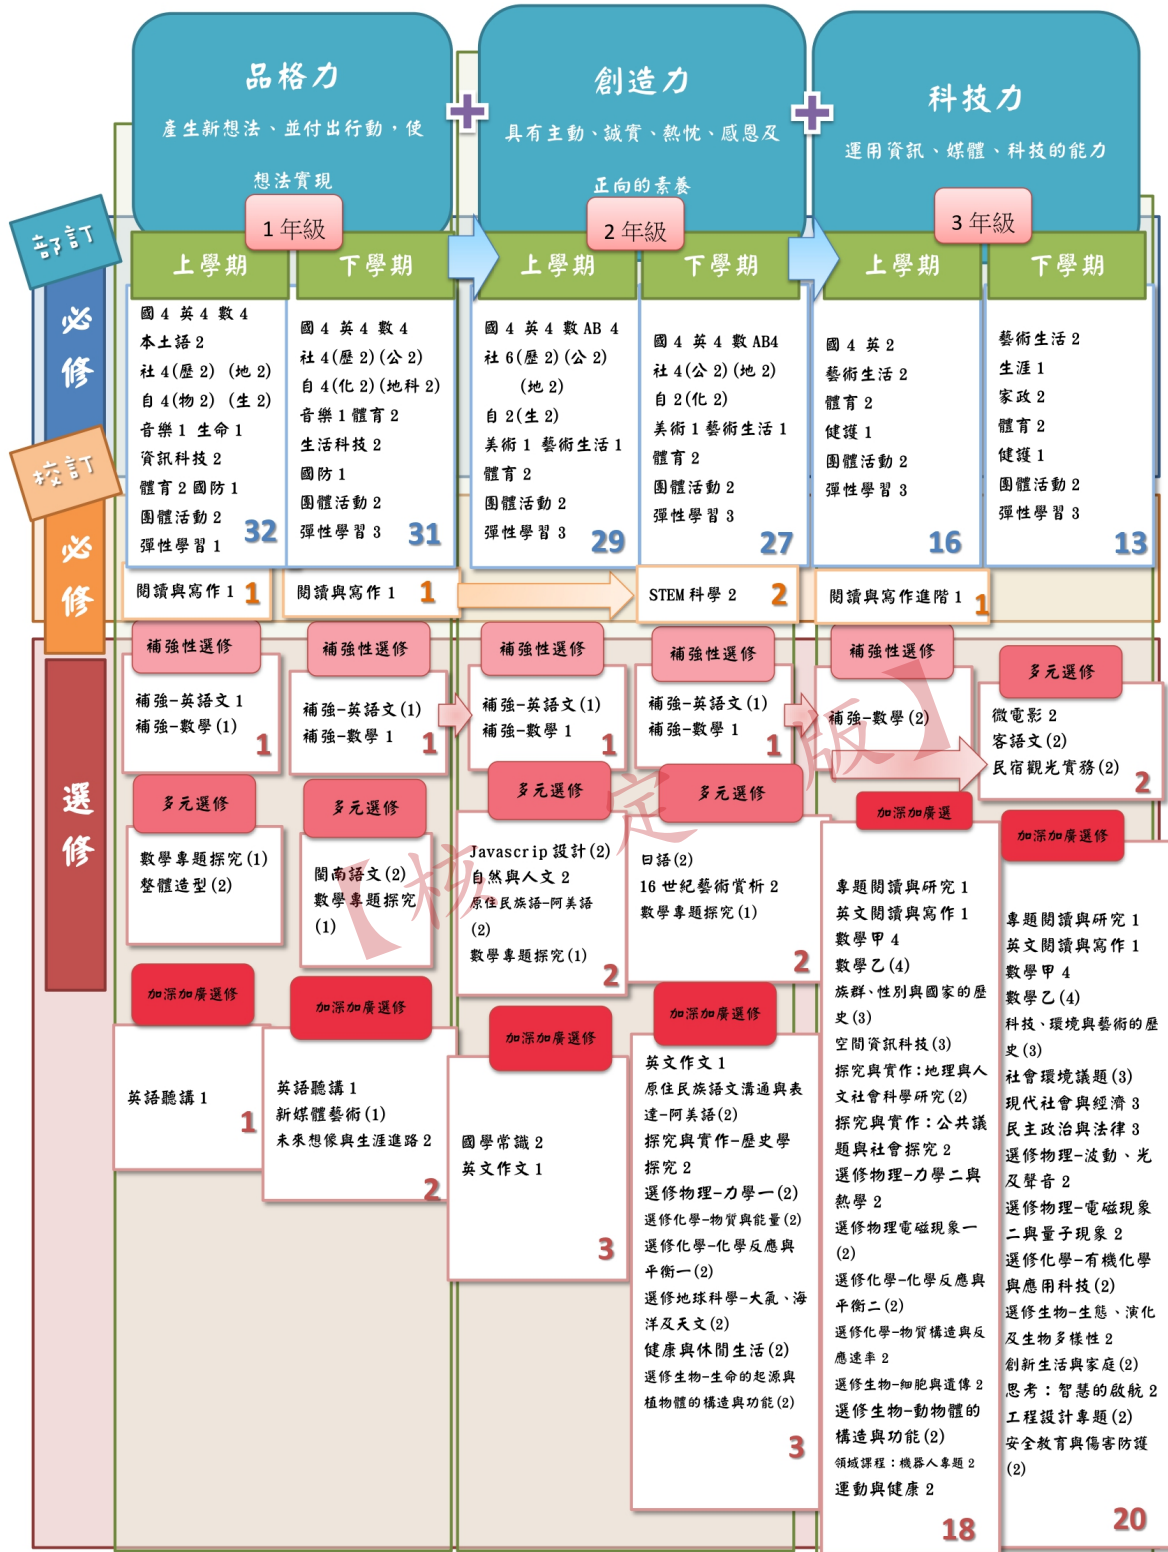 品格力
產生新想法、並付出行動，使
想法實現
創造力
具有主動、誠實、熱忱、感恩及
正向的素養
科技力
運用資訊、媒體、科技的能力
1 年級
2 年級
3 年級
部訂
必修
上學期
國 4 英 4 數 4
本土語 2
社 4(歷 2) (地 2)
自 4(物 2) (生 2)
音樂 1 生命 1
資訊科技 2
體育 2 國防 1
團體活動 2
彈性學習 1
32
下學期
國 4 英 4 數 4
社 4(歷 2)(公 2)
自 4(化 2)(地科 2)
音樂 1 體育 2
生活科技 2
國防 1
團體活動 2
彈性學習 3
31
上學期
國 4 英 4 數 AB 4
社 6(歷 2)(公 2)
(地 2)
自 2(生 2)
美術 1 藝術生活 1
體育 2
團體活動 2
彈性學習 3
29
下學期
國 4 英 4 數 AB4
社 4(公 2)(地 2)
自 2(化 2)
美術 1 藝術生活 1
體育 2
團體活動 2
彈性學習 3
27
上學期
國 4 英 2
藝術生活 2
體育 2
健護 1
團體活動 2
彈性學習 3
16
下學期
藝術生活 2
生涯 1
家政 2
體育 2
健護 1
團體活動 2
彈性學習 3
13
校訂
必修
閱讀與寫作 1
1
閱讀與寫作 1
1
STEM 科學 2
2
閱讀與寫作進階 1
1
選修
補強性選修
補強-英語文 1
補強-數學(1)
1
補強性選修
補強-英語文(1)
補強-數學 1
1
補強性選修
補強-英語文(1)
補強-數學 1
1
補強性選修
補強-英語文(1)
補強-數學 1
1
補強性選修
補強-數學(2)
多元選修
微電影 2
客語文(2)
民宿觀光實務(2)
2
多元選修
數學專題探究(1)
整體造型(2)
多元選修
閩南語文(2)
數學專題探究
(1)
多元選修
Javascrip 設計(2)
自然與人文 2
原住民族語-阿美語
(2)
數學專題探究(1)
2
多元選修
日語(2)
16 世紀藝術賞析 2
數學專題探究(1)
2
加深加廣選修
英語聽講 1
1
加深加廣選修
英語聽講 1
新媒體藝術(1)
未來想像與生涯進路 2
2
加深加廣選修
國學常識 2
英文作文 1
3
加深加廣選修
英文作文 1
原住民族語文溝通與表
達-阿美語(2)
探究與實作-歷史學
探究 2
選修物理-力學一(2)
選修化學-物質與能量(2)
選修化學-化學反應與
平衡一(2)
選修地球科學-大氣、海
洋及天文(2)
健康與休閒生活(2)
選修生物-生命的起源與
植物體的構造與功能(2)
3
加深加廣選
專題閱讀與研究 1
英文閱讀與寫作 1
數學甲 4
數學乙(4)
族群、性別與國家的歷
史(3)
空間資訊科技(3)
探究與實作:地理與人
文社會科學研究(2)
探究與實作：公共議
題與社會探究 2
選修物理-力學二與
熱學 2
選修物理電磁現象一
(2)
選修化學-化學反應與
平衡二(2)
選修化學-物質構造與反
應速率 2
選修生物-細胞與遺傳 2
選修生物-動物體的
構造與功能(2)
領域課程：機器人專題 2
運動與健康 2
18
加深加廣選修
專題閱讀與研究 1
英文閱讀與寫作 1
數學甲 4
數學乙(4)
科技、環境與藝術的歷
史(3)
社會環境議題(3)
現代社會與經濟 3
民主政治與法律 3
選修物理-波動、光
及聲音 2
選修物理-電磁現象
二與量子現象 2
選修化學-有機化學
與應用科技(2)
選修生物-生態、演化
及生物多樣性 2
創新生活與家庭(2)
思考：智慧的啟航 2
工程設計專題(2)
安全教育與傷害防護
(2)
20
【核定版】